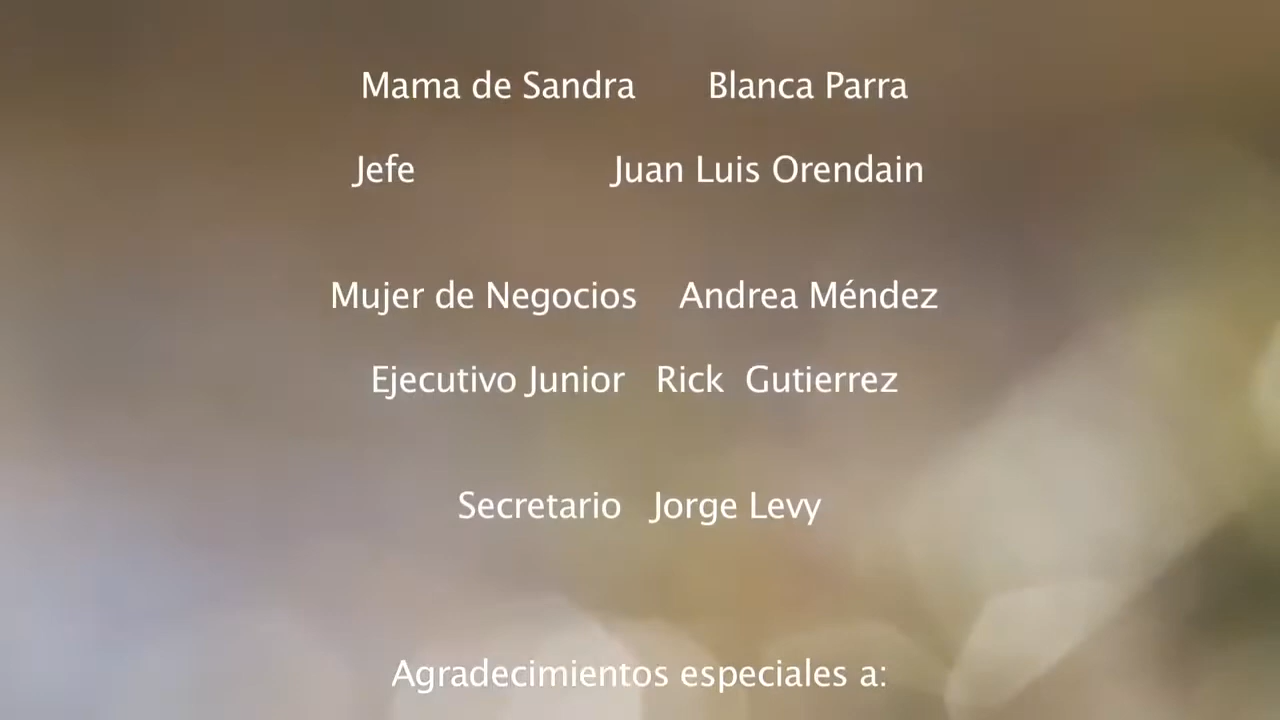 Mama de Sandra Blanca Parra
Jefe Juan Luis Orendain
Mujer de Negocios Andrea Méndez
Ejecutivo Junior Rick Gutierrez
Secretario Jorge Levy
Agradecimientos especiales a: